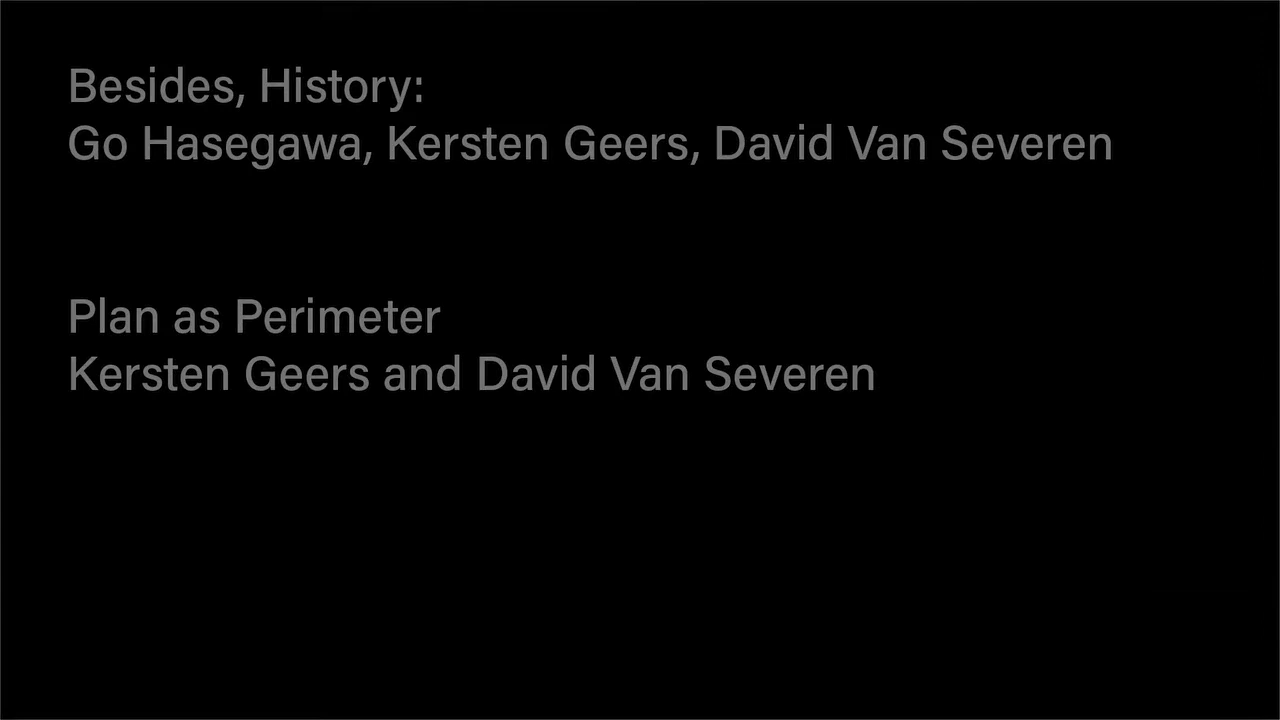 Besides, History:
Go Hasegawa, Kersten Geers, David Van Severen
Plan as Perimeter
Kersten Geers and David Van Severen